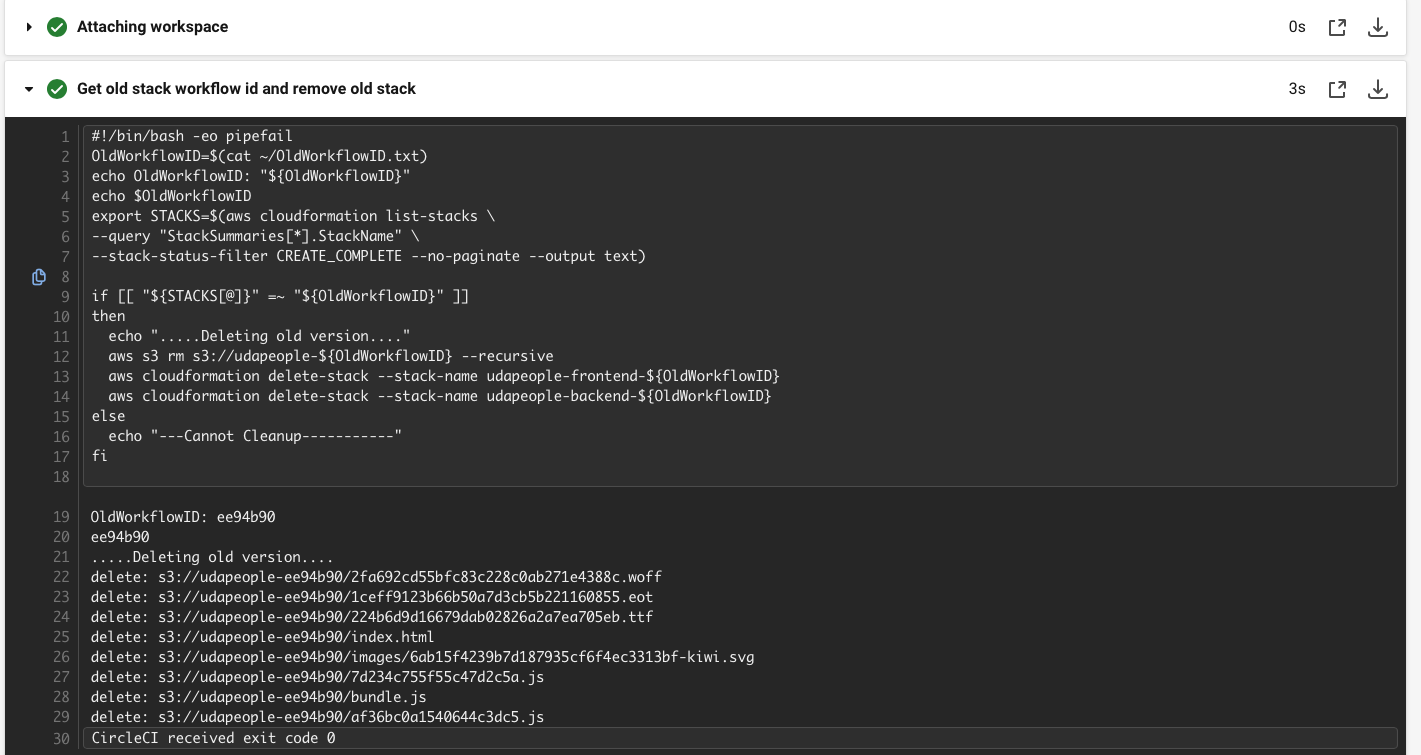 Attaching workspace 0s
Get old stack workflow id and remove old stack 3s
1 #!/bin/bash -eo pipefail
2 OldWorkflowID=$(cat ~/OldWorkflowID.txt)
3 echo OldWorkflowID: "${OldWorkflowID}"
4 echo $OldWorkflowID
5 export STACKS=$(aws cloudformation list-stacks \
6 --query "StackSummaries[*].StackName" \
7 --stack-status-filter CREATE_COMPLETE --no-paginate --output text)
8
9 if [[ "${STACKS[@]}" =~ "${OldWorkflowID}" ]]
10 then
11   echo ".....Deleting old version...."
12   aws s3 rm s3://udapeople-${OldWorkflowID} --recursive
13   aws cloudformation delete-stack --stack-name udapeople-frontend-${OldWorkflowID}
14   aws cloudformation delete-stack --stack-name udapeople-backend-${OldWorkflowID}
15 else
16   echo "---Cannot Cleanup-----------"
17 fi
18
19 OldWorkflowID: ee94b90
20 ee94b90
21 .....Deleting old version....
22 delete: s3://udapeople-ee94b90/2fa692cd55bfc83c228c0ab271e4388c.woff
23 delete: s3://udapeople-ee94b90/1ceff9123b66b50a7d3cb5b221160855.eot
24 delete: s3://udapeople-ee94b90/224b6d9d16679dab02826a2a7ea705eb.ttf
25 delete: s3://udapeople-ee94b90/index.html
26 delete: s3://udapeople-ee94b90/images/6ab15f4239b7d187935cf6f4ec3313bf-kiwi.svg
27 delete: s3://udapeople-ee94b90/7d234c755f55c47d2c5a.js
28 delete: s3://udapeople-ee94b90/bundle.js
29 delete: s3://udapeople-ee94b90/af36bc0a1540644c3dc5.js
30 CircleCI received exit code 0